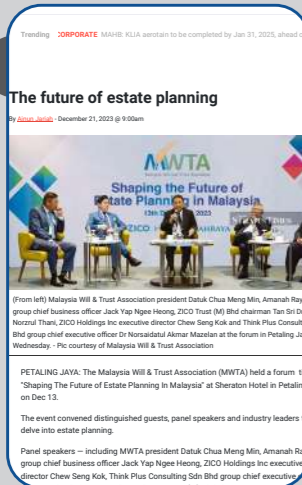 Trending CORPORATE MAHB: KLIA aerotrain to be completed by Jan 31, 2025, ahead
The future of estate planning
By Ainun Jariah - December 21, 2023 @ 9:00am
MWTA
Shaping the Future of
Estate Planning in Malaysia
13th 2023
ZICO AHRAYA
(From left) Malaysia Will & Trust Association president Datuk Chua Meng Min, Amanah Ray
group chief business officer Jack Yap Ngee Heong, ZICO Trust (M) Bhd chairman Tan Sri Dr
Norzrul Thani, ZICO Holdings Inc executive director Chew Seng Kok and Think Plus Consult
Bhd group chief executive officer Dr Norsaidatul Akmar Mazelan at the forum in Petaling Ja
Wednesday. - Pic courtesy of Malaysia Will & Trust Association
PETALING JAYA: The Malaysia Will & Trust Association (MWTA) held a forum t
"Shaping The Future of Estate Planning In Malaysia" at Sheraton Hotel in Petalin
on Dec 13.
The event convened distinguished guests, panel speakers and industry leaders
delve into estate planning.
Panel speakers — including MWTA president Datuk Chua Meng Min, Amanah Ra
group chief business officer Jack Yap Ngee Heong, ZICO Holdings Inc executive
director Chew Seng Kok, Think Plus Consulting Sdn Bhd group chief executive